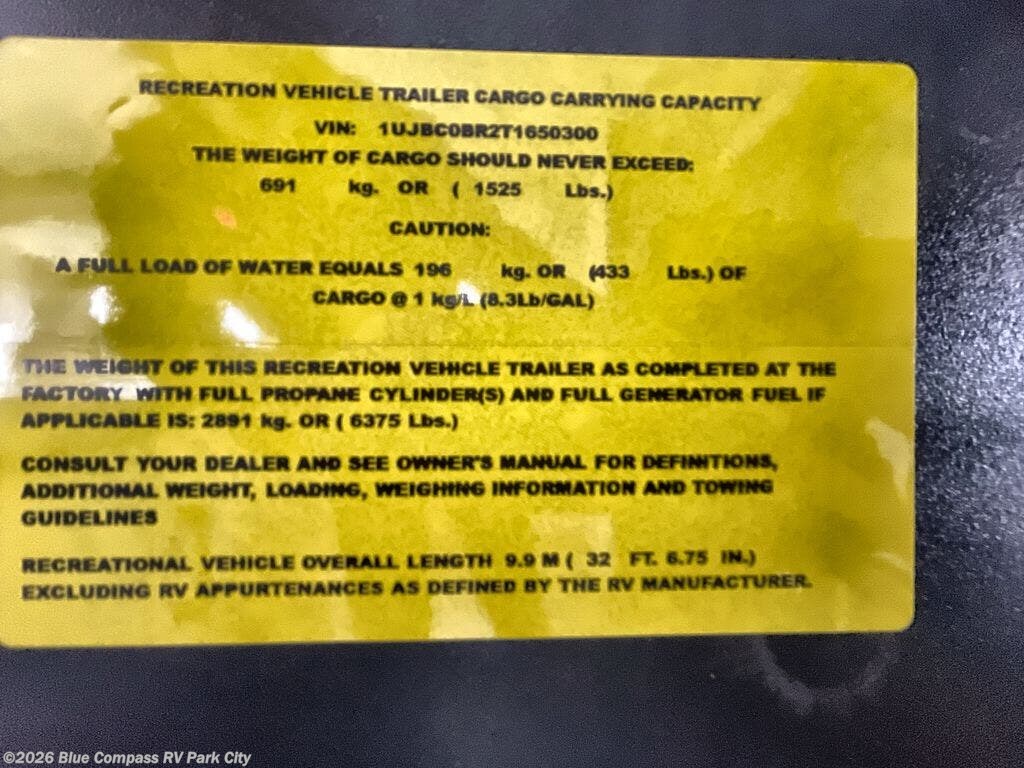 RECREATION VEHICLE TRAILER CARGO CARRYING CAPACITY
VIN: 1UJBC0BR2T1650300
THE WEIGHT OF CARGO SHOULD NEVER EXCEED:
691 kg. OR ( 1525 Lbs.)
CAUTION:
A FULL LOAD OF WATER EQUALS 196 kg. OR (433 Lbs.) OF
CARGO @ 1 kg/L (8.3Lb/GAL)
THE WEIGHT OF THIS RECREATION VEHICLE TRAILER AS COMPLETED AT THE
FACTORY WITH FULL PROPANE CYLINDER(S) AND FULL GENERATOR FUEL IF
APPLICABLE IS: 2891 kg. OR ( 6375 Lbs.)
CONSULT YOUR DEALER AND SEE OWNER'S MANUAL FOR DEFINITIONS,
ADDITIONAL WEIGHT, LOADING, WEIGHING INFORMATION AND TOWING
GUIDELINES
RECREATIONAL VEHICLE OVERALL LENGTH 9.9 M ( 32 FT. 6.75 IN.)
EXCLUDING RV APPURTENANCES AS DEFINED BY THE RV MANUFACTURER.
©2026 Blue Compass RV Park City